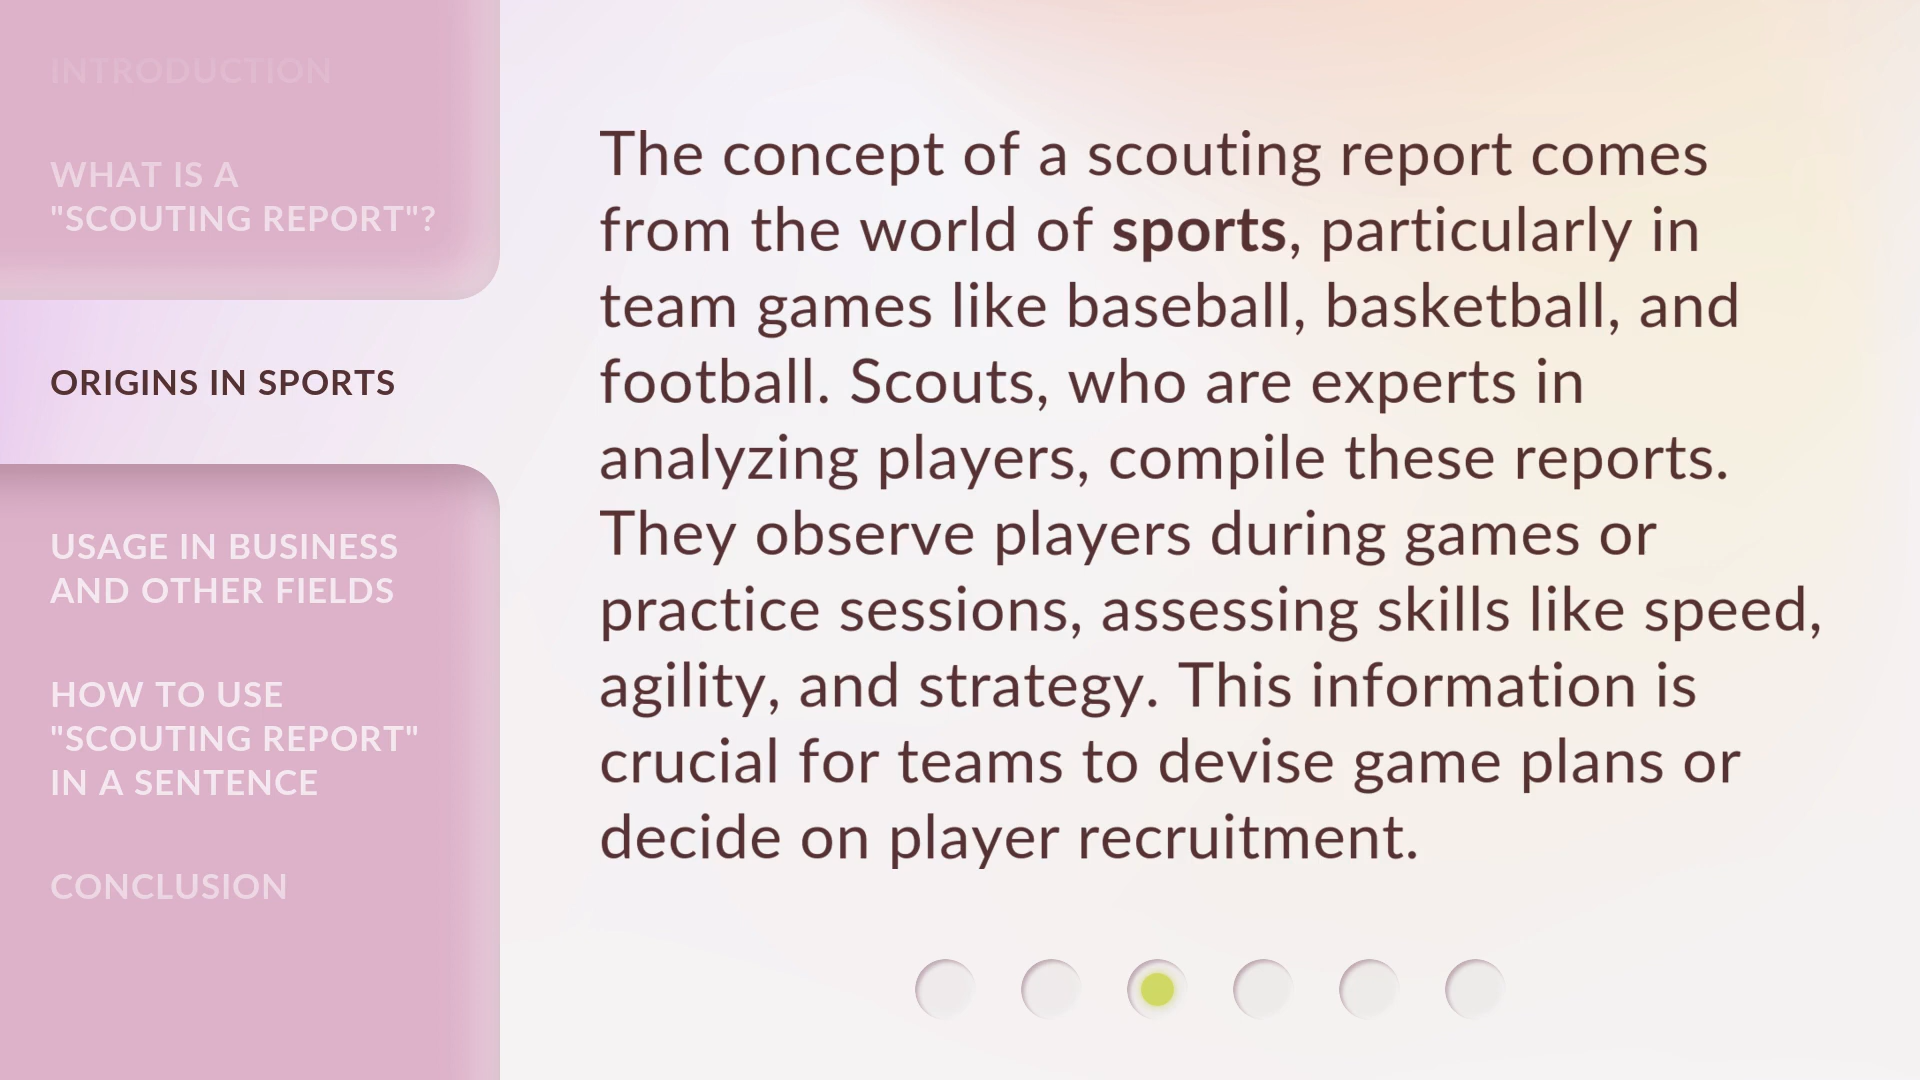 INTRODUCTION
WHAT IS A
"SCOUTING REPORT"?
ORIGINS IN SPORTS
USAGE IN BUSINESS
AND OTHER FIELDS
HOW TO USE
"SCOUTING REPORT"
IN A SENTENCE
CONCLUSION
The concept of a scouting report comes
from the world of sports, particularly in
team games like baseball, basketball, and
football. Scouts, who are experts in
analyzing players, compile these reports.
They observe players during games or
practice sessions, assessing skills like speed,
agility, and strategy. This information is
crucial for teams to devise game plans or
decide on player recruitment.